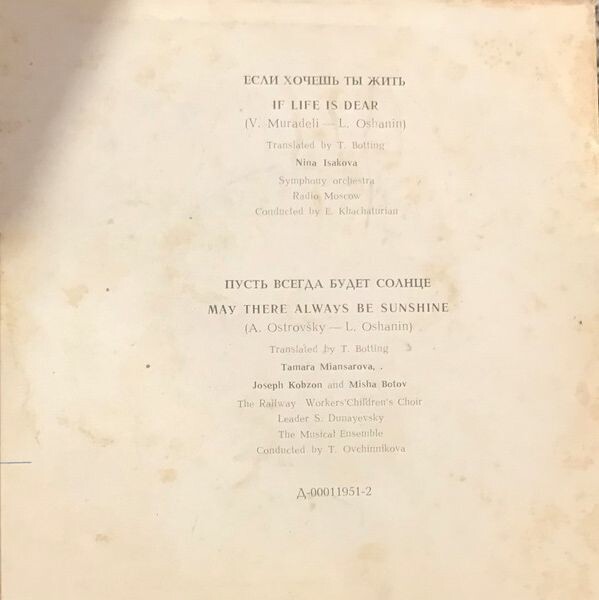 ЕСЛИ ХОЧЕШЬ ТЫ ЖИТЬ
IF LIFE IS DEAR
(V. Muradeli — L. Oshanin)
Translated by T. Botting
Nina Isakova
Symphony orchestra
Radio Moscow
Conducted by E. Khachaturian
ПУСТЬ ВСЕГДА БУДЕТ СОЛНЦЕ
MAY THERE ALWAYS BE SUNSHINE
(A. Ostrovšky — L. Oshanin)
Translated by T. Botting
Tamara Miansarova, .
Joseph Kobzon and Misha Botov
The Railway Workers'Children's Choir
Leader S. Dunayevsky
The Musical Ensemble
Conducted by T. Ovchinnikova
Д-00011951-2